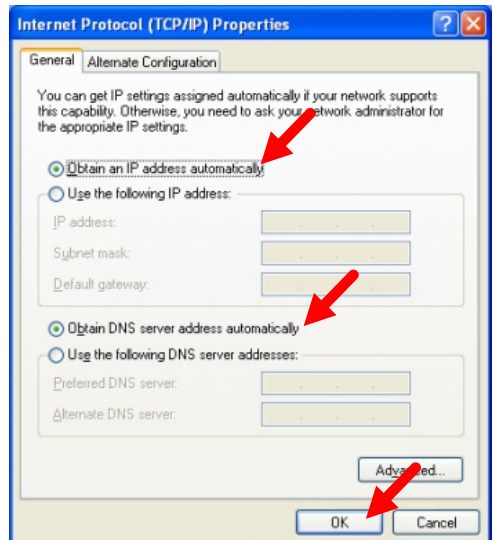 Internet Protocol (TCP/IP) Properties
General
Alternate Configuration
You can get IP settings assigned automatically if your network supports
this capability. Otherwise, you need to ask your network administrator for
the appropriate IP settings.
Obtain an IP address automatically
Use the following IP address:
IP address:
Subnet mask:
Default gateway:
Obtain DNS server address automatically
Use the following DNS server addresses:
Preferred DNS server:
Alternate DNS server:
Advanced...
OK
Cancel